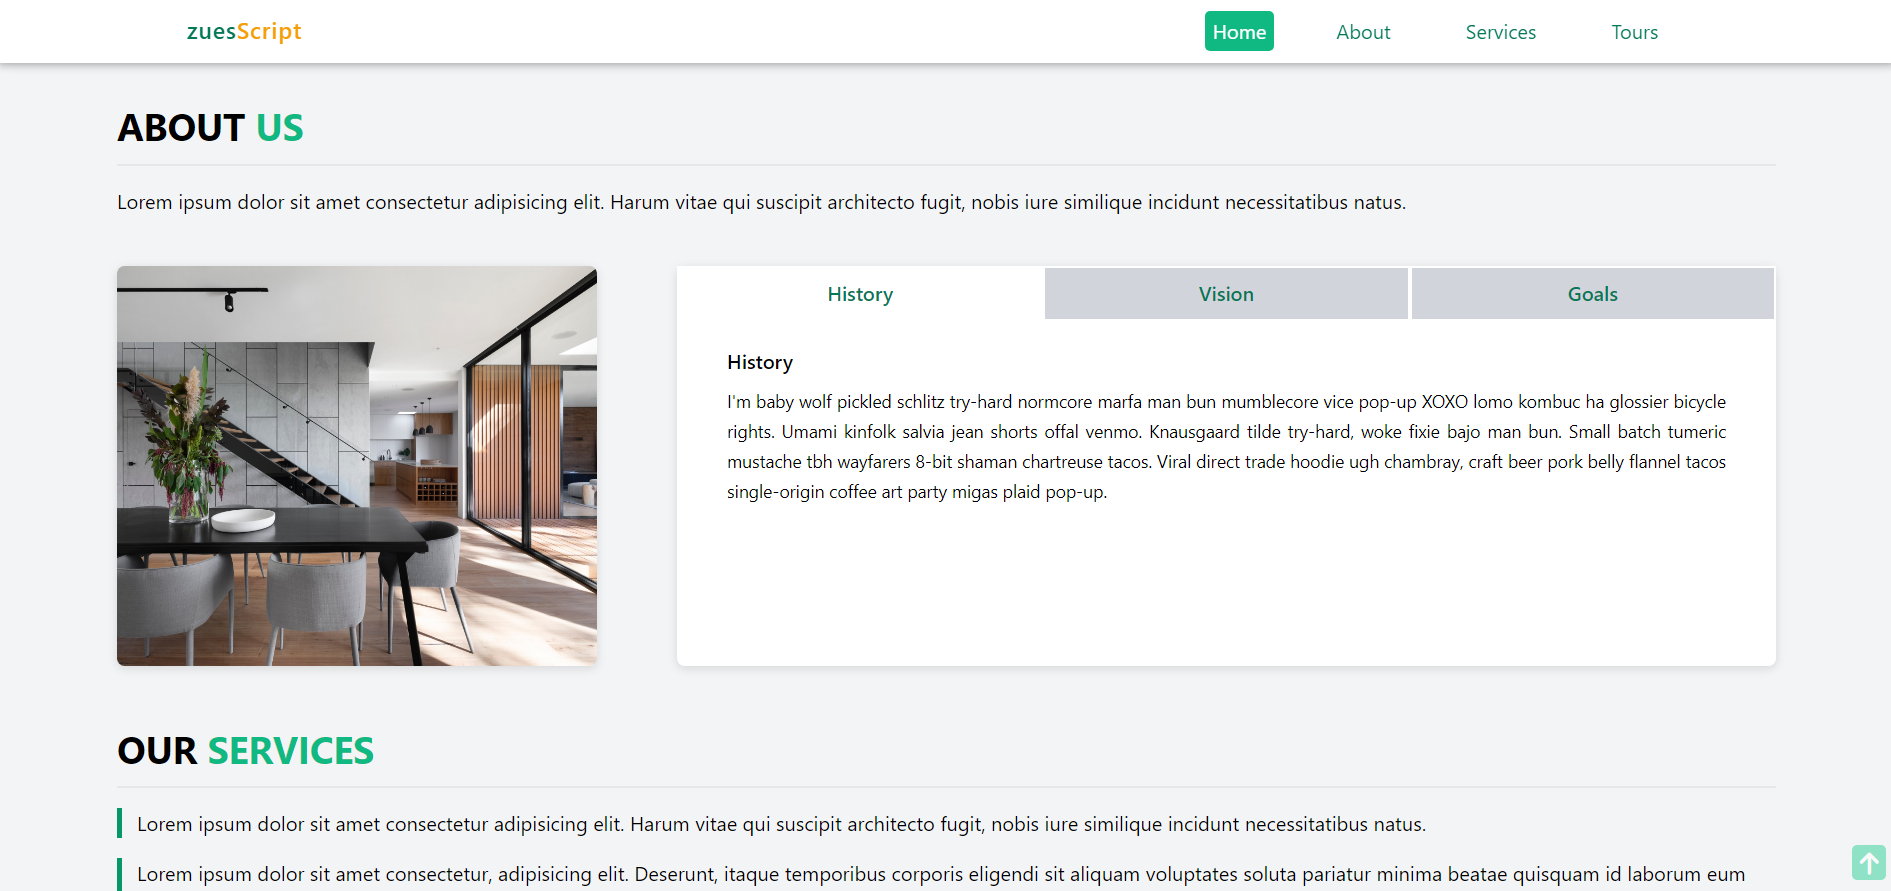 zuesScript
Home
About
Services
Tours
ABOUT US
Lorem ipsum dolor sit amet consectetur adipisicing elit. Harum vitae qui suscipit architecto fugit, nobis iure similique incidunt necessitatibus natus.
History
Vision
Goals
History
I'm baby wolf pickled schlitz try-hard normcore marfa man bun mumblecore vice pop-up XOXO lomo kombuc ha glossier bicycle
rights. Umami kinfolk salvia jean shorts offal venmo. Knausgaard tilde try-hard, woke fixie bajo man bun. Small batch tumeric
mustache tbh wayfarers 8-bit shaman chartreuse tacos. Viral direct trade hoodie ugh chambray, craft beer pork belly flannel tacos
single-origin coffee art party migas plaid pop-up.
OUR SERVICES
Lorem ipsum dolor sit amet consectetur adipisicing elit. Harum vitae qui suscipit architecto fugit, nobis iure similique incidunt necessitatibus natus.
Lorem ipsum dolor sit amet consectetur, adipisicing elit. Deserunt, itaque temporibus corporis eligendi sit aliquam voluptates soluta pariatur minima beatae quisquam id laborum eum